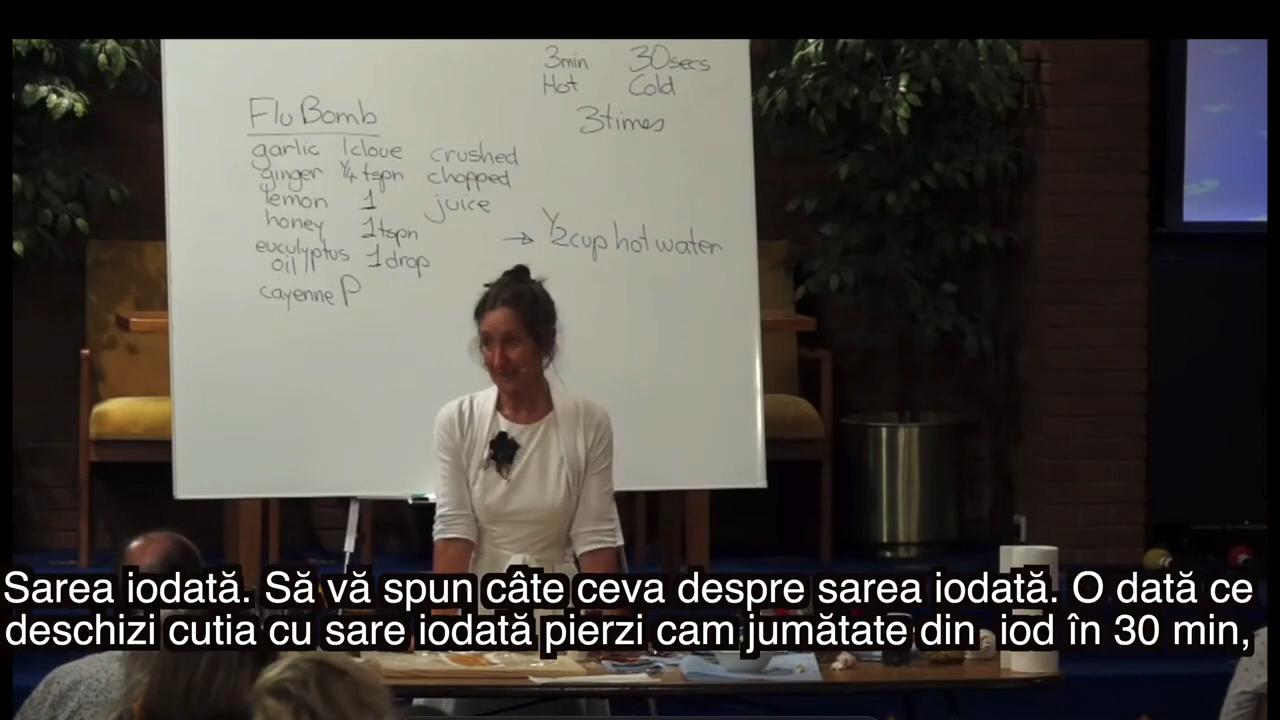 3min 30secs
Hot Cold
3times
Flu Bomb
garlic 1clove crushed
ginger 1/4 tspn chopped
lemon 1 juice
honey 1tspn
euculyptus oil 1 drop
→ 1/2cup hot water
cayenne P
Sarea iodată. Să vă spun câte ceva despre sarea iodată. O dată ce
deschizi cutia cu sare iodată pierzi cam jumătate din iod în 30 min,